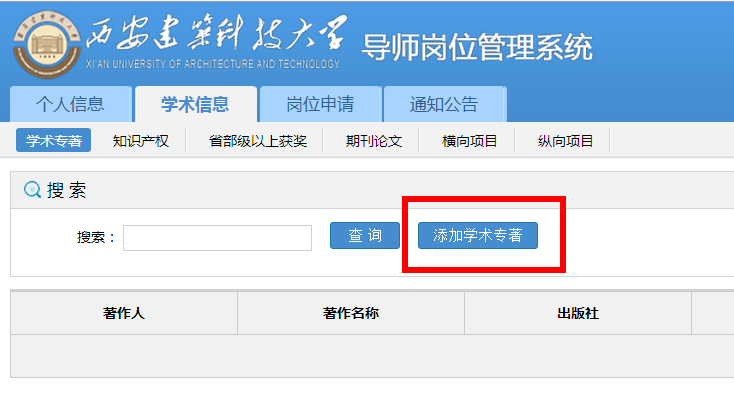 西安建筑科技大学 导师岗位管理系统
XI'AN UNIVERSITY OF ARCHITECTURE AND TECHNOLOGY
个人信息 学术信息 岗位申请 通知公告
学术专著 知识产权 省部级以上获奖 期刊论文 横向项目 纵向项目
搜 索
搜索： 查 询 添加学术专著
著作人 著作名称 出版社